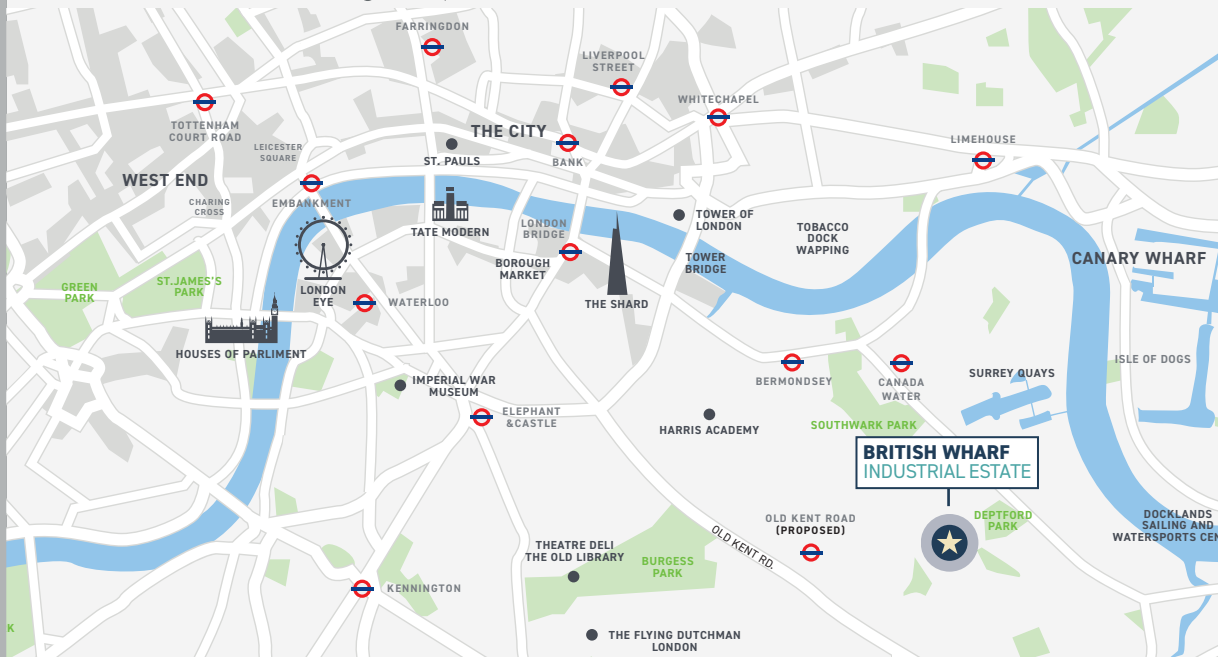 FARRINGDON
LIVERPOOL
STREET
WHITECHAPEL
TOTTENHAM
COURT ROAD
LEICESTER
SQUARE
THE CITY
ST. PAULS
BANK
LIMEHOUSE
WEST END
CHARING
CROSS
EMBANKMENT
TATE MODERN
LONDON
BRIDGE
TOWER OF
LONDON
TOBACCO
DOCK
WAPPING
BOROUGH
MARKET
TOWER
BRIDGE
CANARY WHARF
GREEN
PARK
ST.JAMES'S
PARK
LONDON
EYE
WATERLOO
THE SHARD
HOUSES OF PARLIMENT
ISLE OF DOGS
IMPERIAL WAR
MUSEUM
BERMONDSEY
CANADA
WATER
SURREY QUAYS
ELEPHANT
&CASTLE
HARRIS ACADEMY
SOUTHWARK PARK
BRITISH WHARF
INDUSTRIAL ESTATE
OLD KENT ROAD
(PROPOSED)
OLD KENT RD.
DEPTFORD
PARK
DOCKLANDS
SAILING AND
WATERSPORTS CEN
THEATRE DELI
THE OLD LIBRARY
BURGESS
PARK
KENNINGTON
K
THE FLYING DUTCHMAN
LONDON